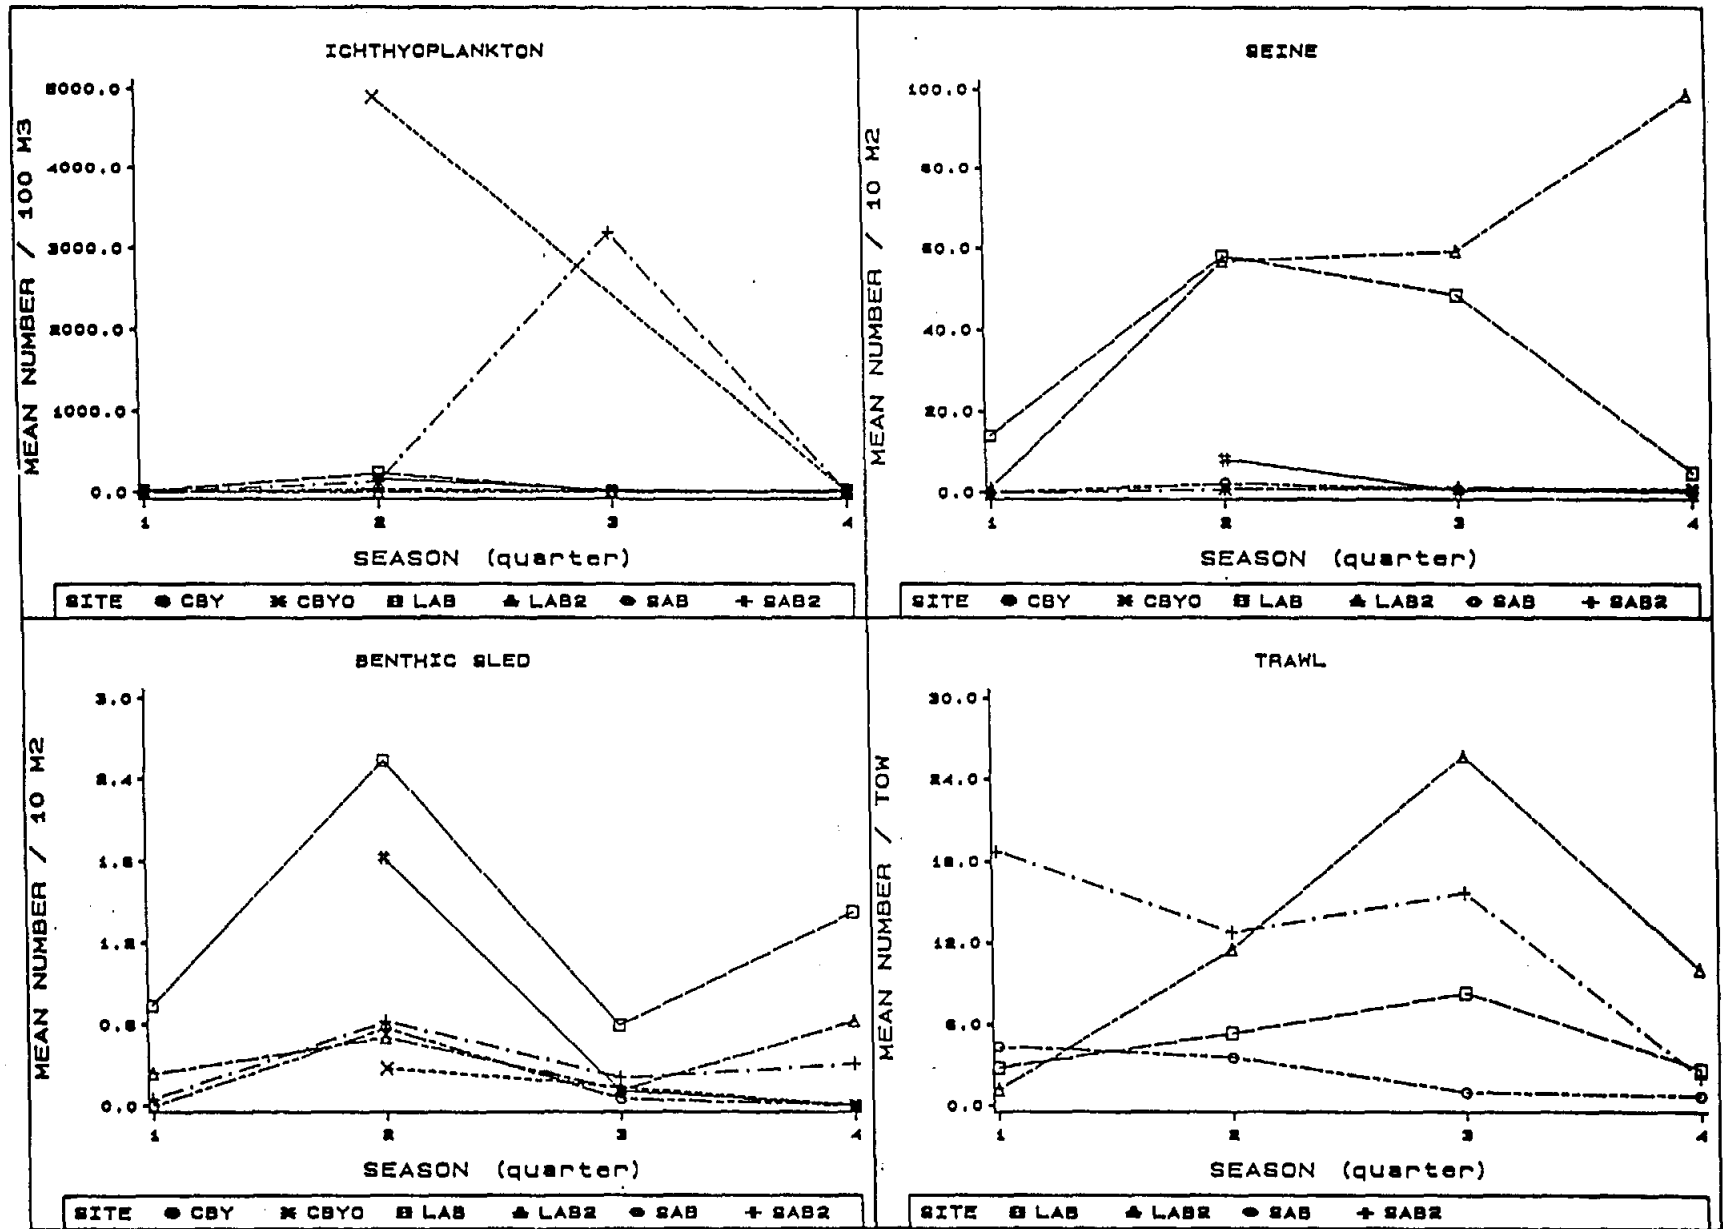 ICHTHYOPLANKTON
MEAN NUMBER / 100 M3
5000.0
4000.0
3000.0
2000.0
1000.0
0.0
1 2 3 4
SEASON (quarter)
SITE CBY CBYO LAB LAB2 SAB SAB2
SEINE
MEAN NUMBER / 10 M2
100.0
80.0
60.0
40.0
20.0
0.0
1 2 3 4
SEASON (quarter)
SITE CBY CBYO LAB LAB2 SAB SAB2
BENTHIC SLED
MEAN NUMBER / 10 M2
3.0
2.4
1.8
1.2
0.6
0.0
1 2 3 4
SEASON (quarter)
SITE CBY CBYO LAB LAB2 SAB SAB2
TRAWL
MEAN NUMBER / TOW
30.0
24.0
18.0
12.0
6.0
0.0
1 2 3 4
SEASON (quarter)
SITE LAB LAB2 SAB SAB2